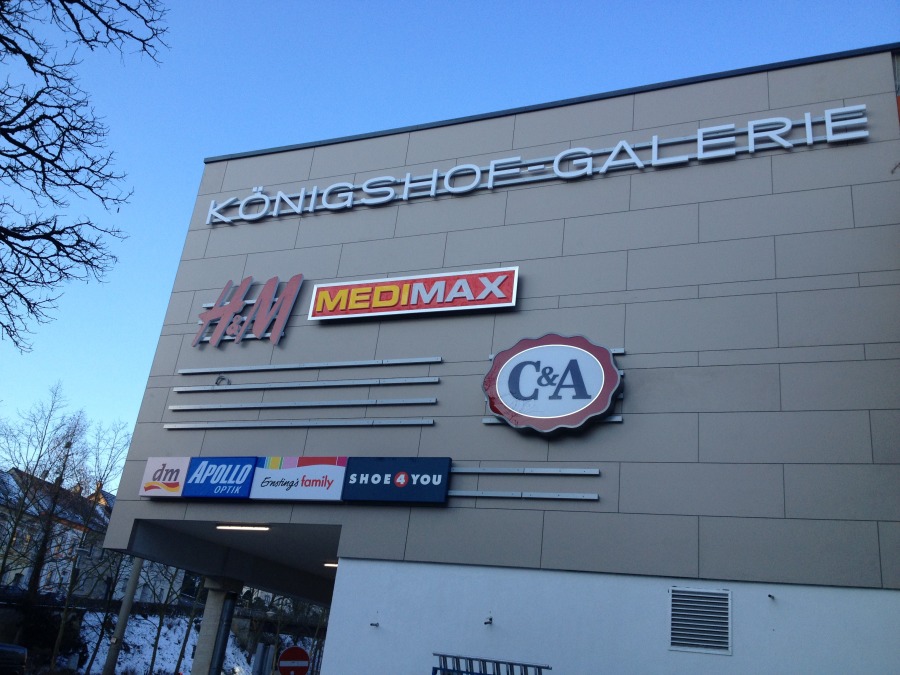 KÖNIGSHOF-GALERIE
H&M
MEDIMAX
C&A
dm
APOLLO
OPTIK
Ernsting's family
SHOE4YOU